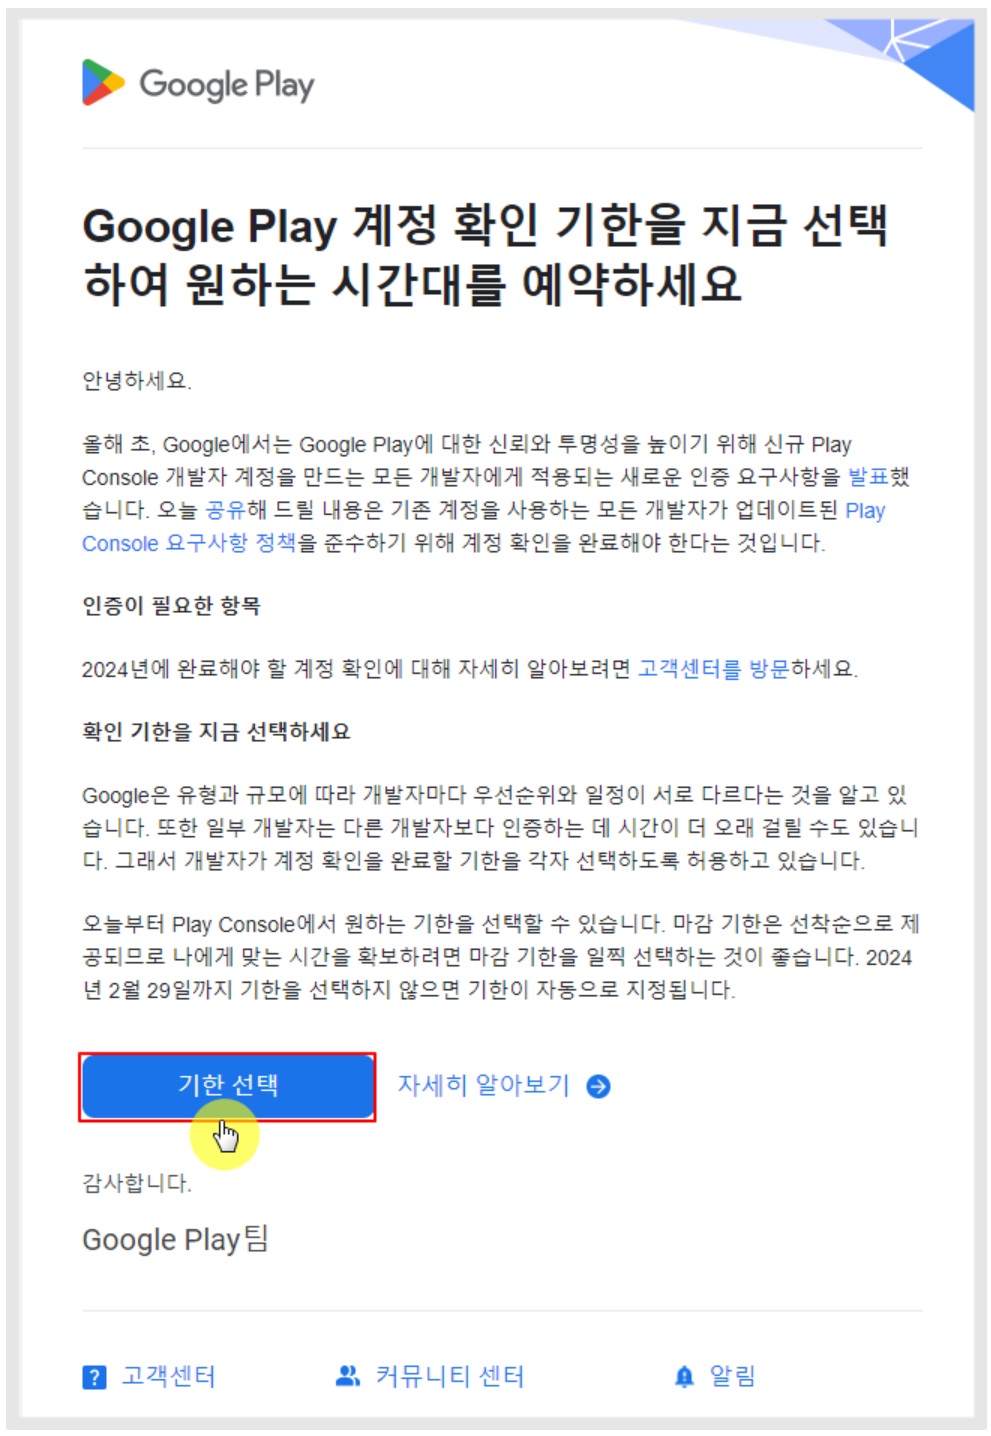 Google Play
Google Play 계정 확인 기한을 지금 선택
하여 원하는 시간대를 예약하세요
안녕하세요.
올해 초, Google에서는 Google Play에 대한 신뢰와 투명성을 높이기 위해 신규 Play
Console 개발자 계정을 만드는 모든 개발자에게 적용되는 새로운 인증 요구사항을 발표했
습니다. 오늘 공유해 드릴 내용은 기존 계정을 사용하는 모든 개발자가 업데이트된 Play
Console 요구사항 정책을 준수하기 위해 계정 확인을 완료해야 한다는 것입니다.
인증이 필요한 항목
2024년에 완료해야 할 계정 확인에 대해 자세히 알아보려면 고객센터를 방문하세요.
확인 기한을 지금 선택하세요
Google은 유형과 규모에 따라 개발자마다 우선순위와 일정이 서로 다르다는 것을 알고 있
습니다. 또한 일부 개발자는 다른 개발자보다 인증하는 데 시간이 더 오래 걸릴 수도 있습니
다. 그래서 개발자가 계정 확인을 완료할 기한을 각자 선택하도록 허용하고 있습니다.
오늘부터 Play Console에서 원하는 기한을 선택할 수 있습니다. 마감 기한은 선착순으로 제
공되므로 나에게 맞는 시간을 확보하려면 마감 기한을 일찍 선택하는 것이 좋습니다. 2024
년 2월 29일까지 기한을 선택하지 않으면 기한이 자동으로 지정됩니다.
기한 선택 자세히 알아보기
감사합니다.
Google Play팀
고객센터 커뮤니티 센터 알림